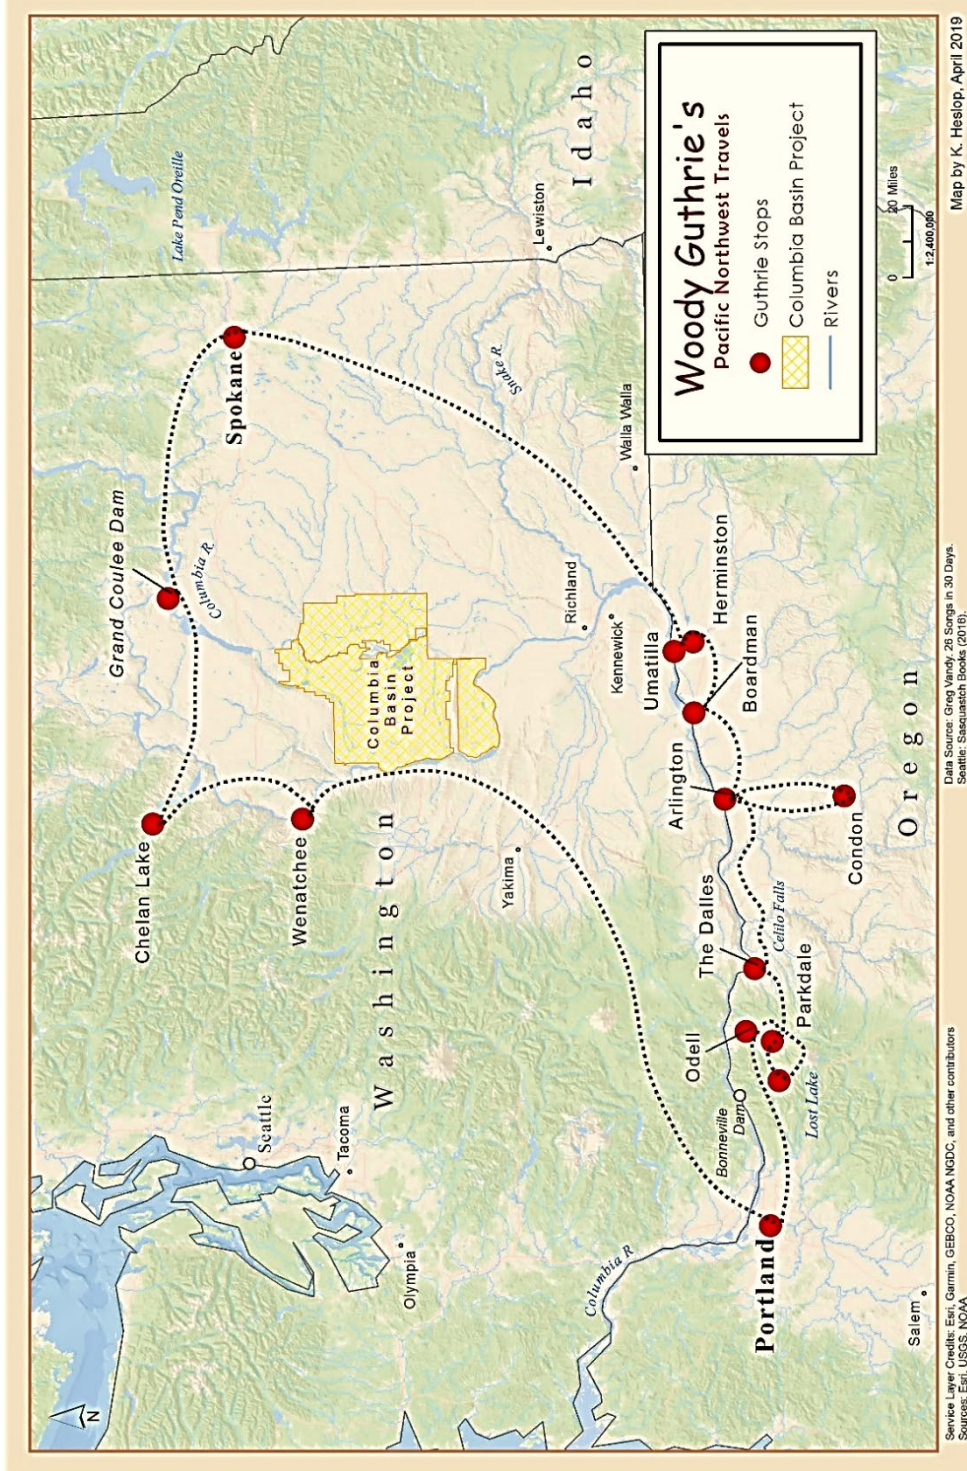 Woody Guthrie's
Pacific Northwest Travels
Guthrie Stops
Columbia Basin Project
Rivers
0
20 Miles
1:2,400,000
N
Lake Pend Oreille
Idaho
Lewiston
Spokane
Snake R.
Walla Walla
Grand Coulee Dam
Columbia R
Columbia
Basin
Project
Richland
Kennewick
Umatilla
Herminston
Boardman
Chelan Lake
Wenatchee
Washington
Yakima
Arlington
Condon
Oregon
The Dalles
Celilo Falls
Parkdale
Odell
Lost Lake
Bonneville
Dam
Seattle
Tacoma
Olympia
Columbia R
Portland
Salem
Service Layer Credits: Esri, Garmin, GEBCO, NOAA NGDC, and other contributors
Sources: Esri, USGS, NOAA
Data Source: Greg Vandy. 26 Songs in 30 Days.
Seattle: Sasquatch Books (2016).
Map by K. Heslop, April 2019